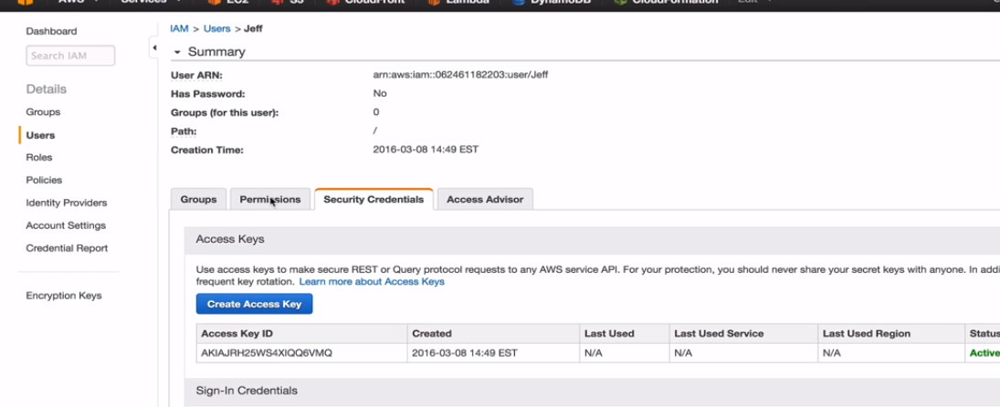 AWS Services EC2 S3 CloudFront Lambda DynamoDB CloudFormation Edit
Dashboard
Search IAM
Details
Groups
Users
Roles
Policies
Identity Providers
Account Settings
Credential Report
Encryption Keys
IAM > Users > Jeff
Summary
User ARN: arn:aws:iam::062461182203:user/Jeff
Has Password: No
Groups (for this user): 0
Path: /
Creation Time: 2016-03-08 14:49 EST
Groups Permissions Security Credentials Access Advisor
Access Keys
Use access keys to make secure REST or Query protocol requests to any AWS service API. For your protection, you should never share your secret keys with anyone. In addi
frequent key rotation. Learn more about Access Keys
Create Access Key
Access Key ID Created Last Used Last Used Service Last Used Region Status
AKIAJRH25WS4XIQQ6VMQ 2016-03-08 14:49 EST N/A N/A N/A Active
Sign-In Credentials